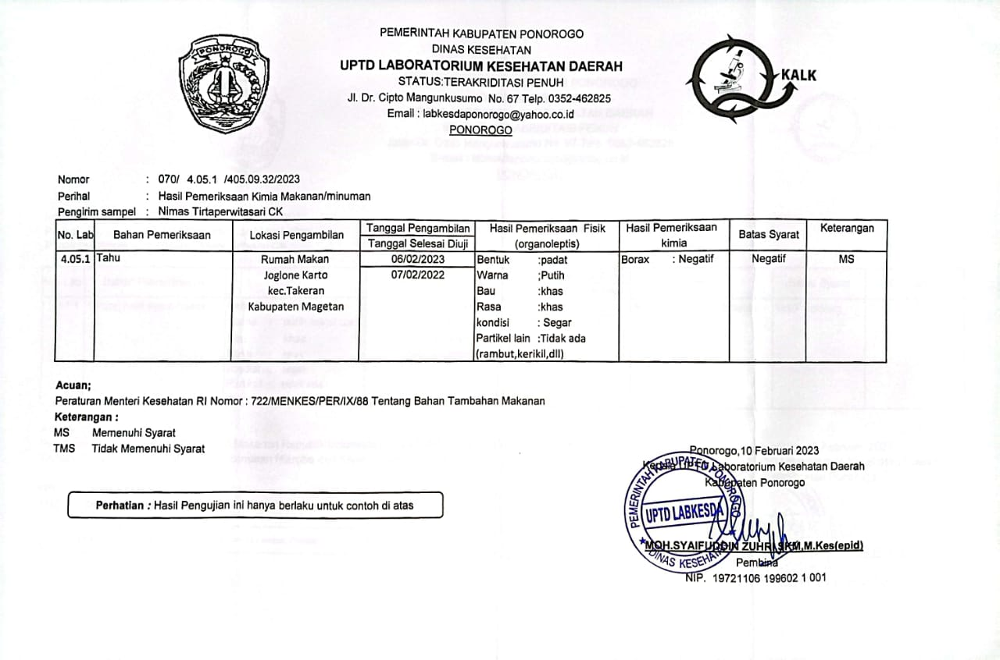 PONOROGO
PEMERINTAH KABUPATEN PONOROGO
DINAS KESEHATAN
UPTD LABORATORIUM KESEHATAN DAERAH
STATUS:TERAKRIDITASI PENUH
Jl. Dr. Cipto Mangunkusumo No. 67 Telp. 0352-462825
Email : labkesdaponorogo@yahoo.co.id
PONOROGO
KALK
Nomor : 070/ 4.05.1 /405.09.32/2023
Perihal : Hasil Pemeriksaan Kimia Makanan/minuman
Pengirim sampel : Nimas Tirtaperwitasari CK
No. Lab Bahan Pemeriksaan Lokasi Pengambilan Tanggal Pengambilan Hasil Pemeriksaan Fisik Hasil Pemeriksaan Batas Syarat Keterangan
Tanggal Selesai Diuji (organoleptis) kimia
4.05.1 Tahu Rumah Makan 06/02/2023 Bentuk :padat Borax : Negatif Negatif MS
Joglone Karto 07/02/2022 Warna ;Putih
kec.Takeran Bau :khas
Kabupaten Magetan Rasa :khas
kondisi : Segar
Partikel lain :Tidak ada
(rambut,kerikil,dll)
Acuan;
Peraturan Menteri Kesehatan RI Nomor : 722/MENKES/PER/IX/88 Tentang Bahan Tambahan Makanan
Keterangan :
MS Memenuhi Syarat
TMS Tidak Memenuhi Syarat
Perhatian : Hasil Pengujian ini hanya berlaku untuk contoh di atas
Ponorogo,10 Februari 2023
Kepala UPTD Laboratorium Kesehatan Daerah
Kabupaten Ponorogo
PEMERINTAH KABUPATEN PONOROGO
UPTD LABKESDA
DINAS KESEHATAN
MOH.SYAIFUDDIN ZUHRI,SKM,M.Kes(epid)
Pembina
NIP. 19721106 199602 1 001